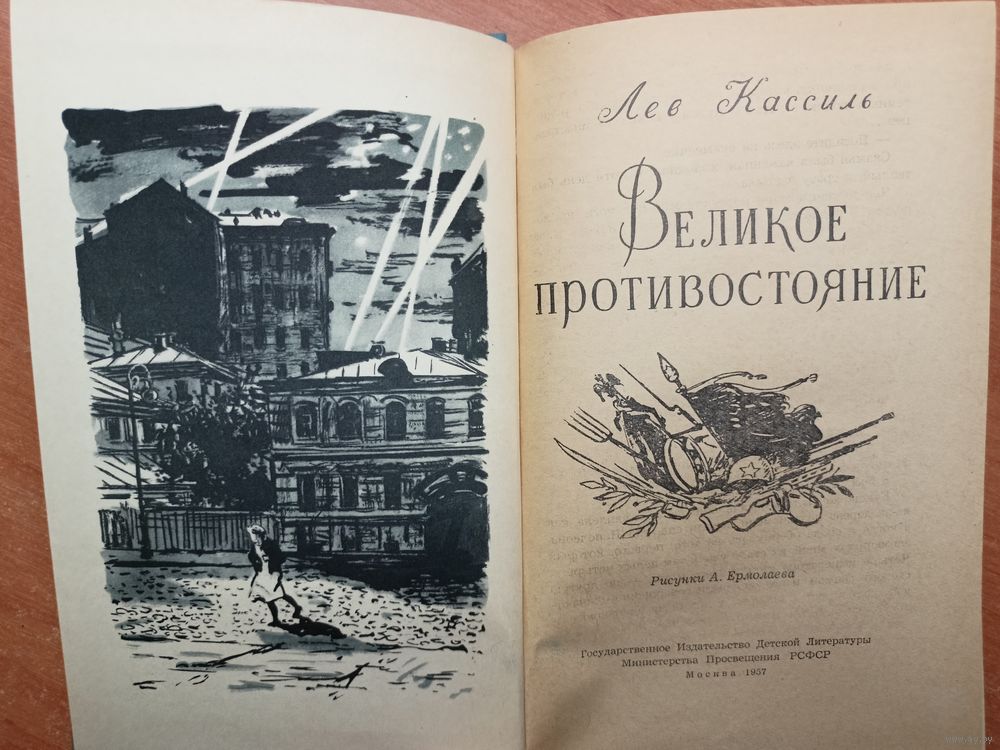 Лев Кассиль
Великое
противостояние
Рисунки А. Ермолаева
Государственное Издательство Детской Литературы
Министерства Просвещения РСФСР
Москва 1957